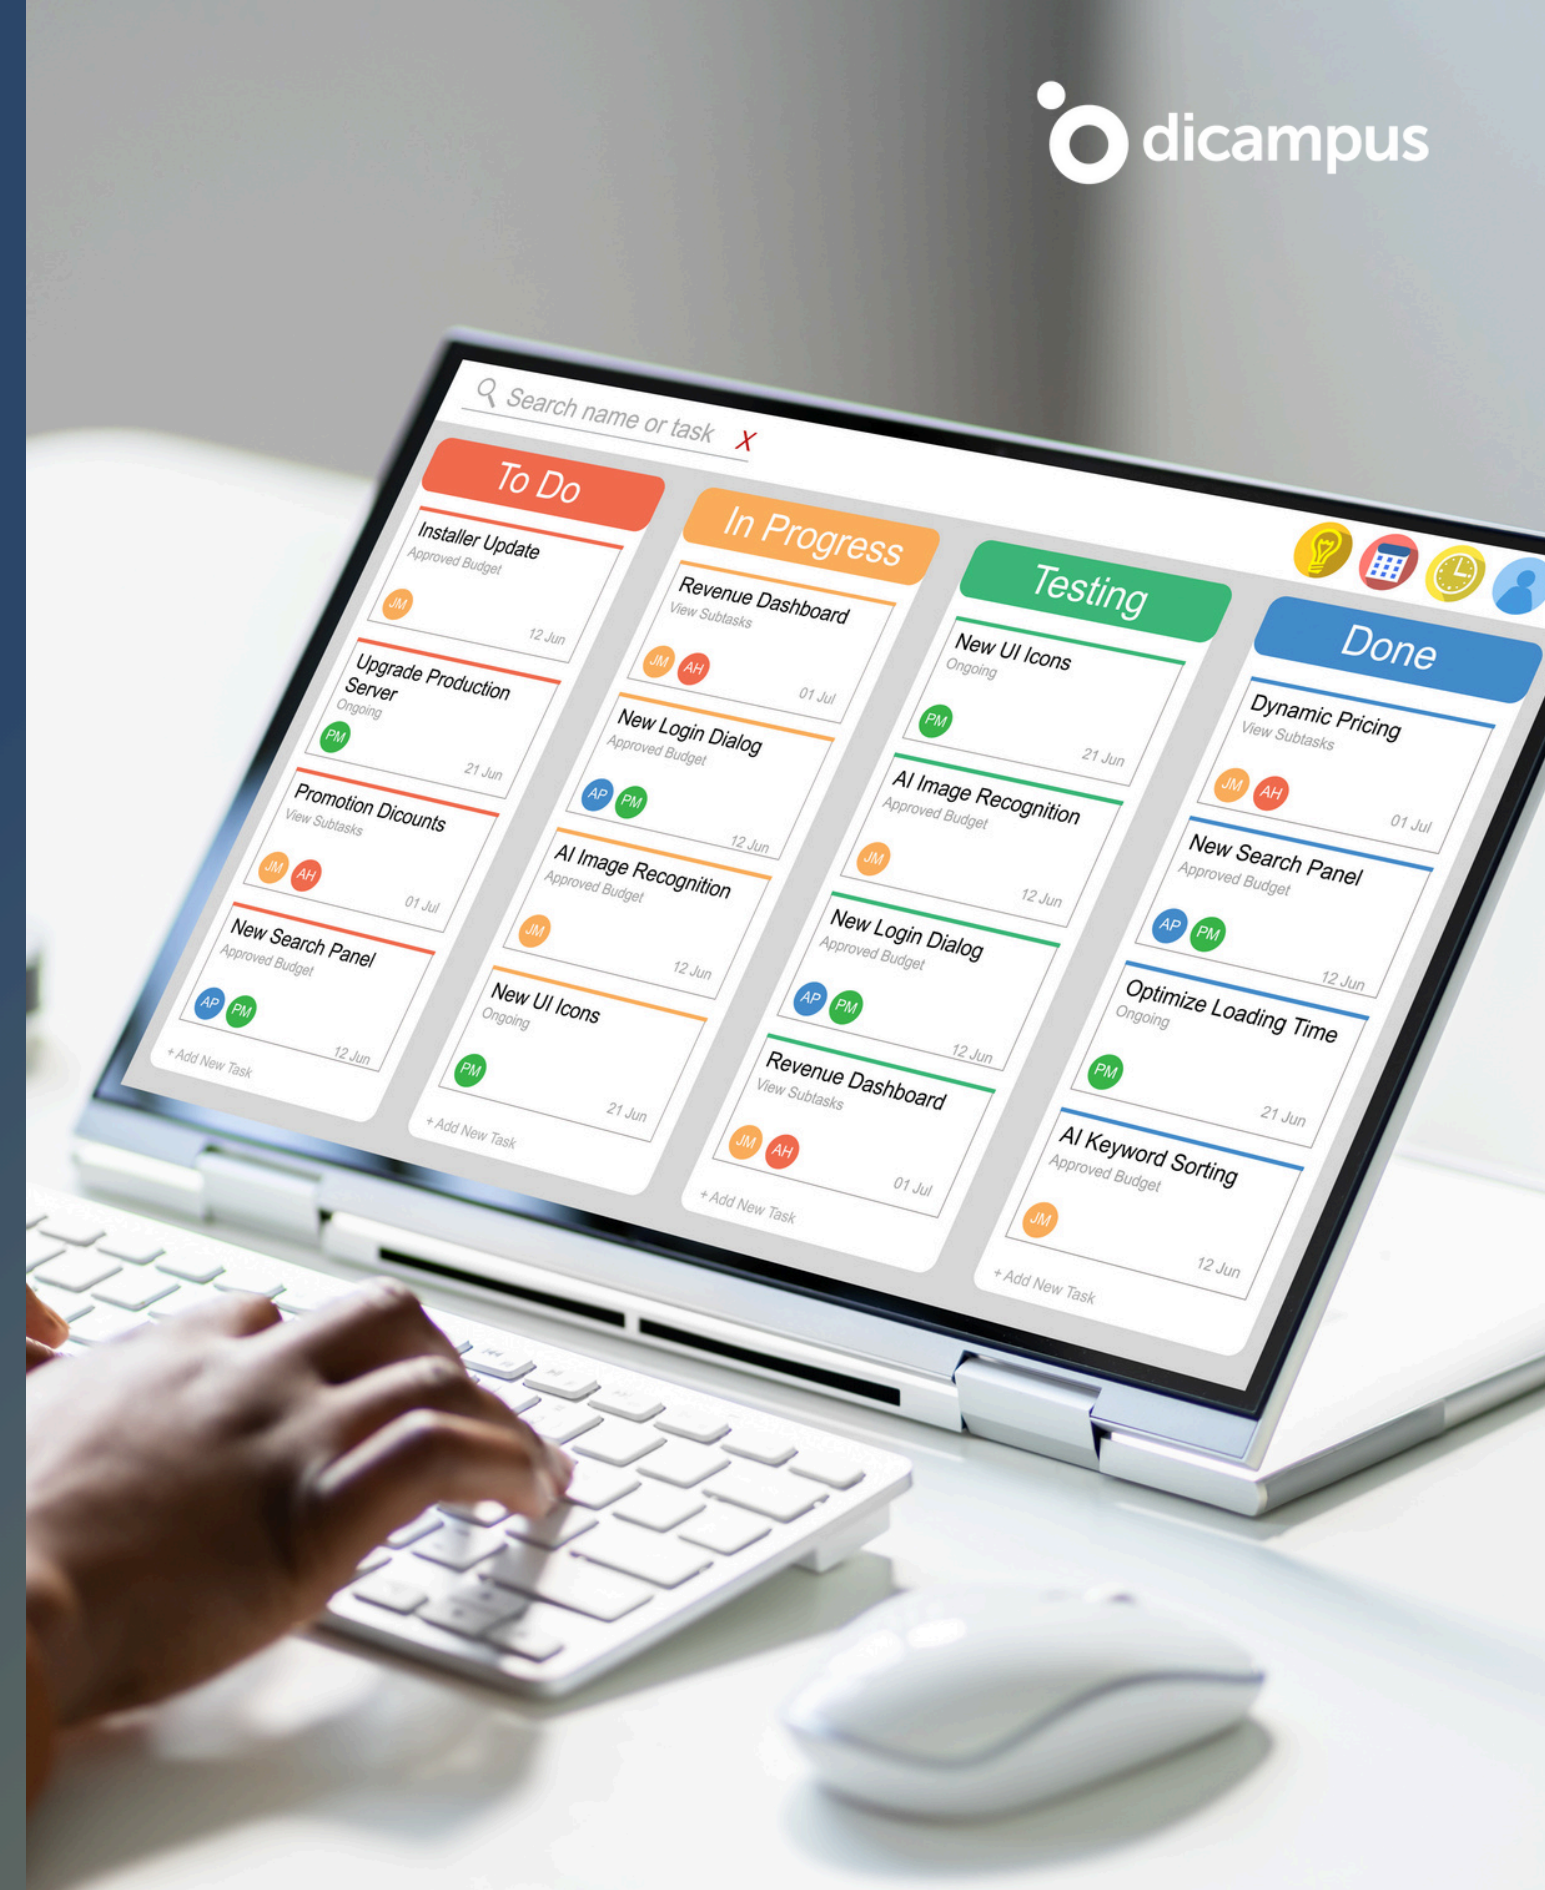 dicampus
Search name or task X
To Do
Installer Update
Approved Budget
JM
12 Jun
Upgrade Production
Server
Ongoing
PM
21 Jun
Promotion Dicounts
View Subtasks
JM AH
01 Jul
New Search Panel
Approved Budget
AP PM
12 Jun
+ Add New Task
In Progress
Revenue Dashboard
View Subtasks
JM AH
01 Jul
New Login Dialog
Approved Budget
AP PM
12 Jun
AI Image Recognition
Approved Budget
JM
12 Jun
New UI Icons
Ongoing
PM
21 Jun
+ Add New Task
Testing
New UI Icons
Ongoing
PM
21 Jun
AI Image Recognition
Approved Budget
JM
12 Jun
New Login Dialog
Approved Budget
AP PM
12 Jun
Revenue Dashboard
View Subtasks
JM AH
01 Jul
+ Add New Task
Done
Dynamic Pricing
View Subtasks
JM AH
01 Jul
New Search Panel
Approved Budget
AP PM
12 Jun
Optimize Loading Time
Ongoing
PM
21 Jun
AI Keyword Sorting
Approved Budget
JM
12 Jun
+ Add New Task